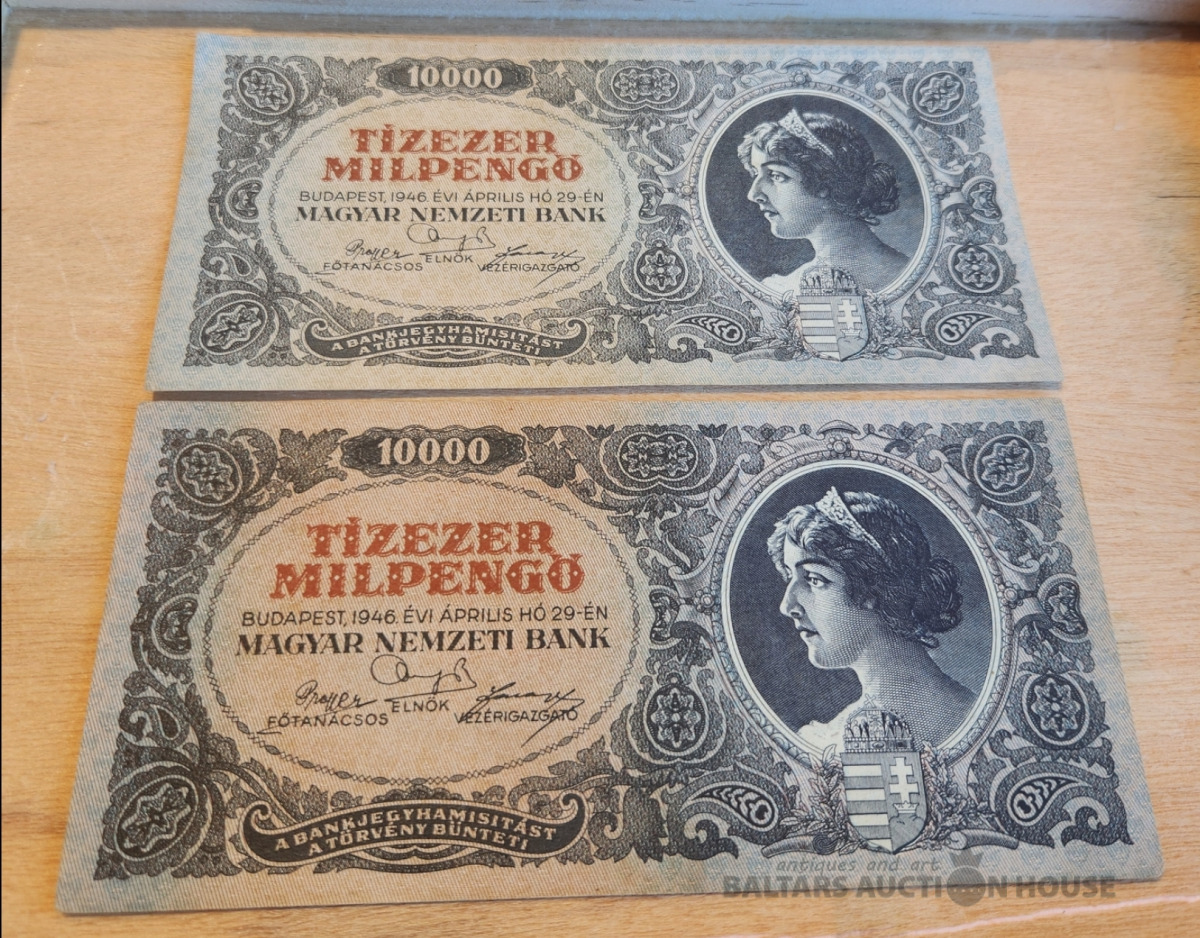 10000
TÍZEZER
MILPENGŐ
BUDAPEST, 1946. ÉVI ÁPRILIS HÓ 29-ÉN
MAGYAR NEMZETI BANK
FŐTANÁCSOS ELNÖK VEZÉRIGAZGATÓ
A BANKJEGYHAMISITÁST
A TÖRVÉNY BÜNTETI
10000
TÍZEZER
MILPENGŐ
BUDAPEST, 1946. ÉVI ÁPRILIS HÓ 29-ÉN
MAGYAR NEMZETI BANK
FŐTANÁCSOS ELNÖK VEZÉRIGAZGATÓ
A BANKJEGYHAMISITÁST
A TÖRVÉNY BÜNTETI
antiques and art
BALTARS AUCTION HOUSE